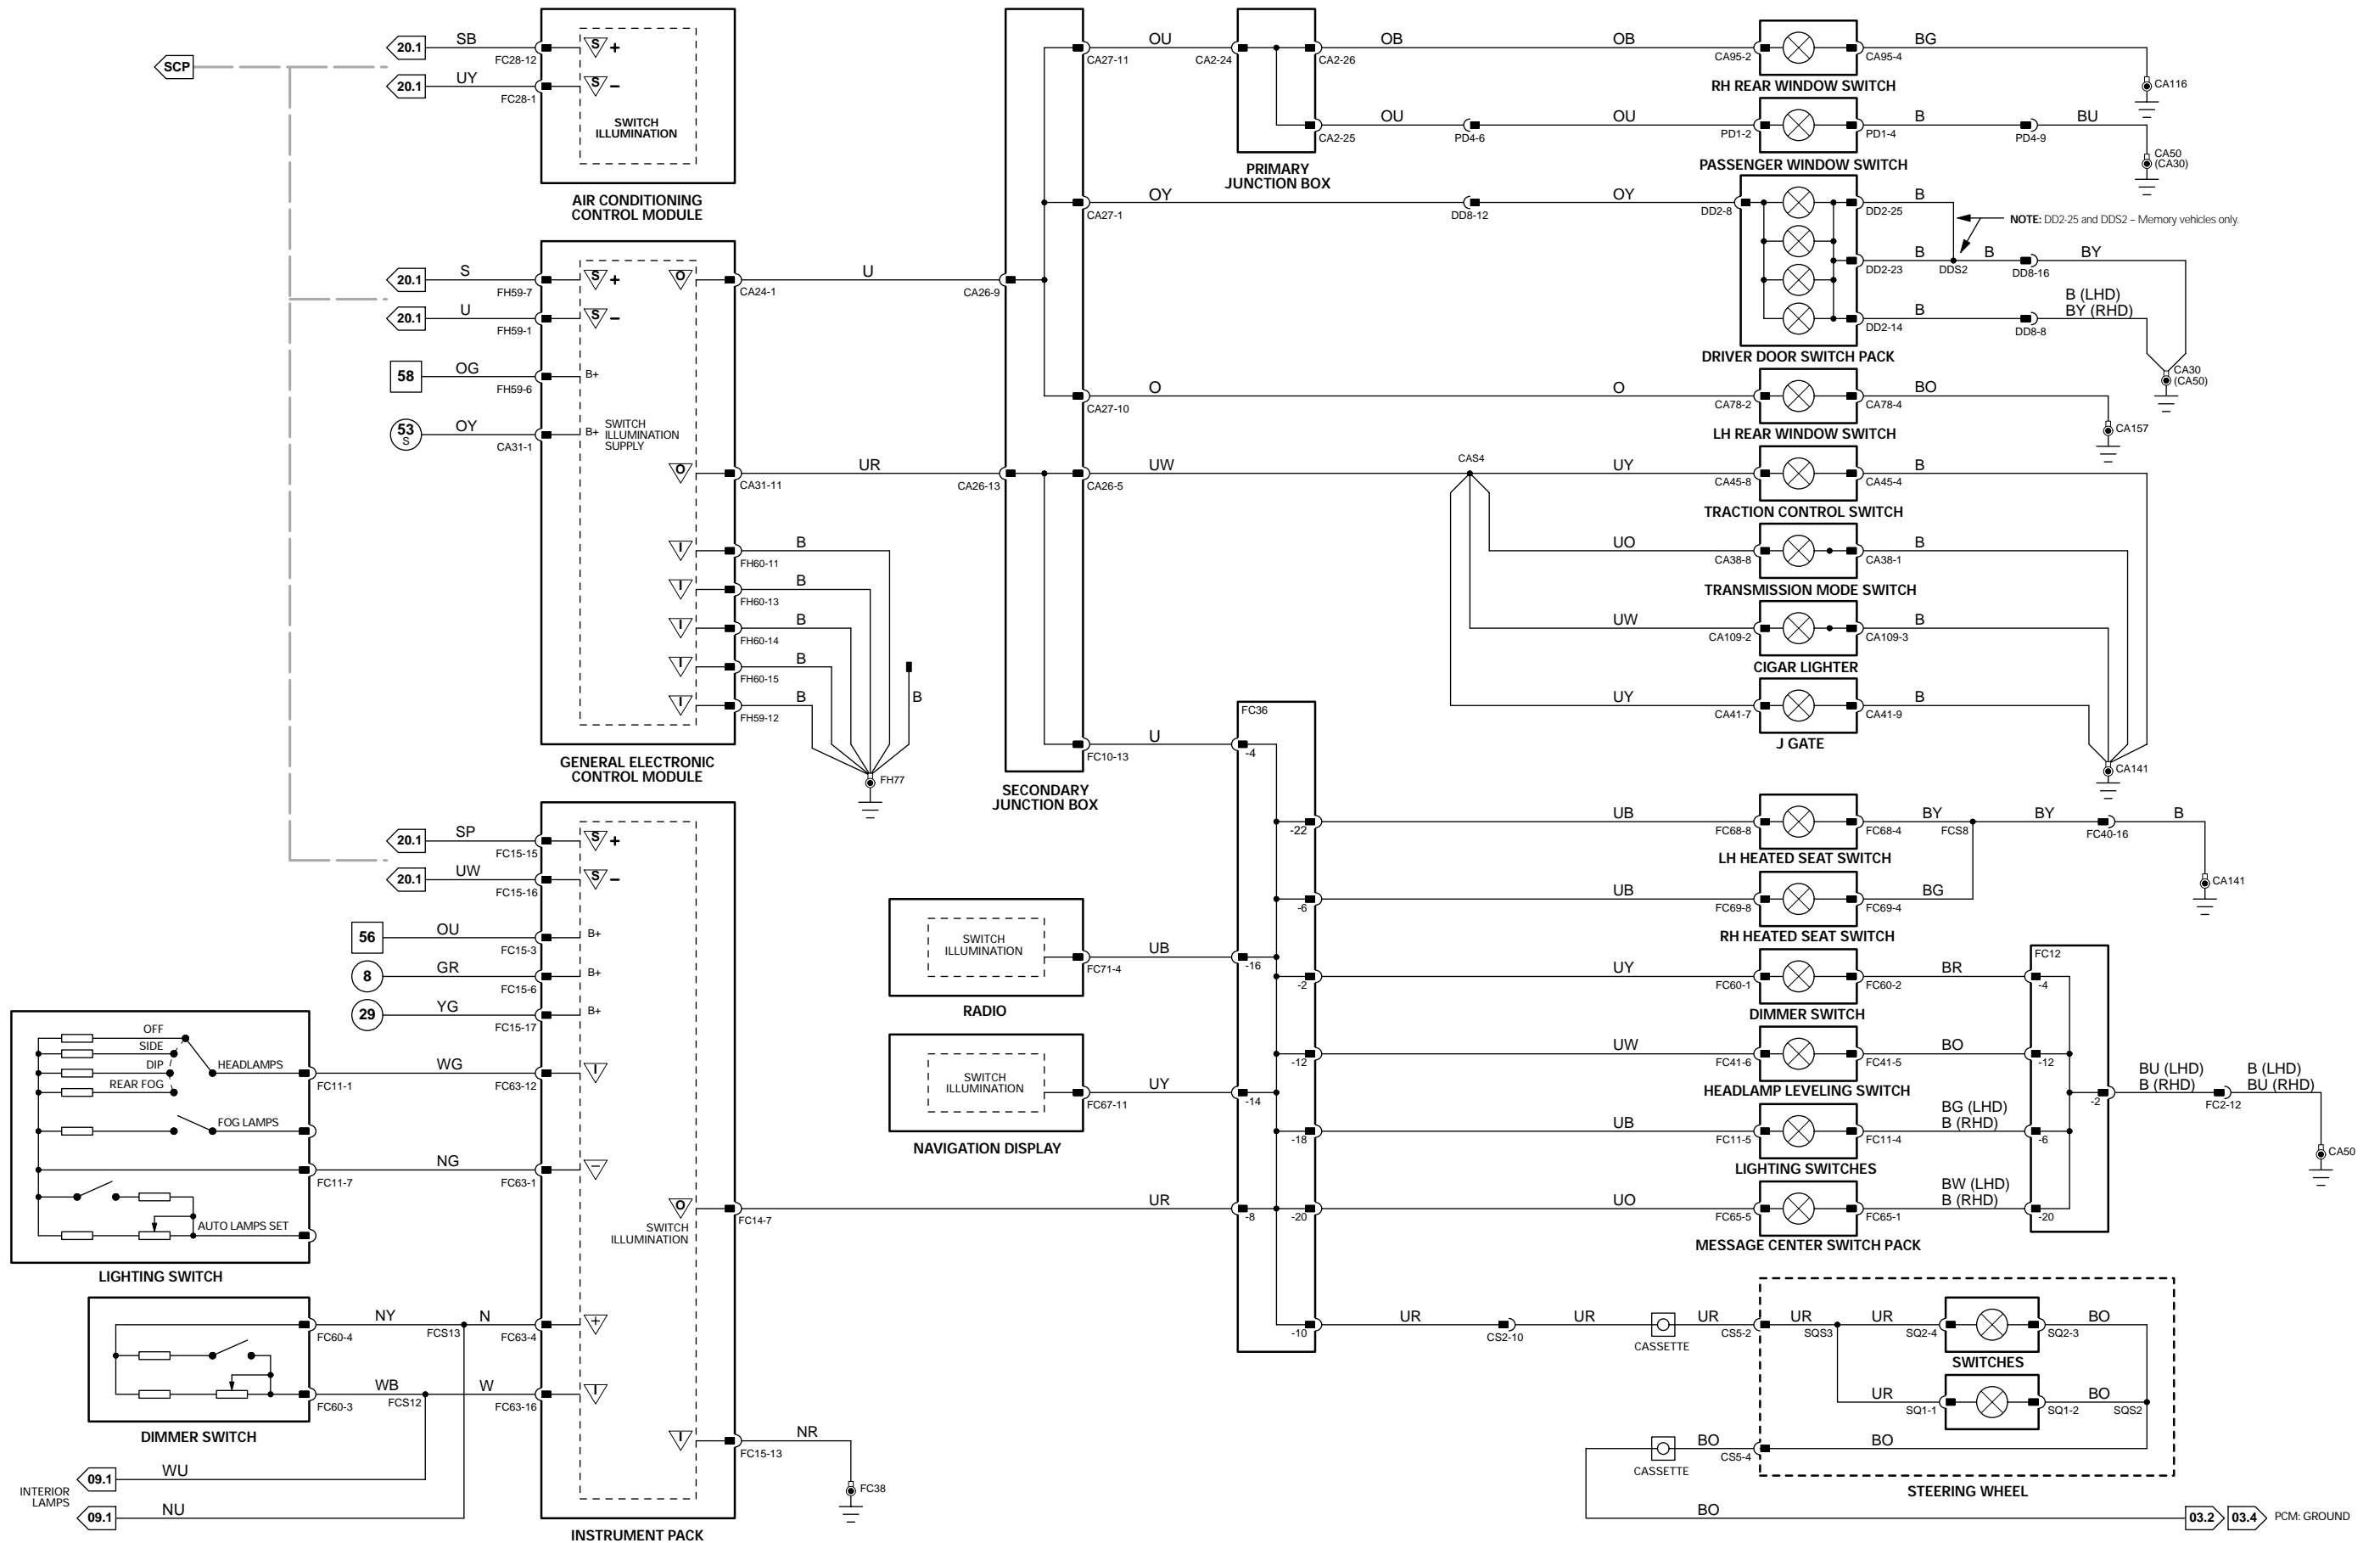 SCP
20.1
SB
FC28-12
S
+
20.1
UY
FC28-1
S
–
SWITCH
ILLUMINATION
AIR CONDITIONING
CONTROL MODULE
20.1
S
FH59-7
S
+
O
CA24-1
U
CA26-9
20.1
U
FH59-1
S
–
58
OG
FH59-6
B+
53
S
OY
CA31-1
B+
SWITCH
ILLUMINATION
SUPPLY
O
CA31-11
UR
CA26-13
I
B
FH60-11
I
B
FH60-13
I
B
FH60-14
I
B
FH60-15
I
B
FH59-12
B
FH77
GENERAL ELECTRONIC
CONTROL MODULE
CA27-11
OU
CA2-24
CA2-26
OB
OB
CA95-2
CA95-4
BG
CA116
RH REAR WINDOW SWITCH
CA2-25
OU
PD4-6
OU
PD1-2
PD1-4
B
PD4-9
BU
CA50
(CA30)
PASSENGER WINDOW SWITCH
PRIMARY
JUNCTION BOX
CA27-1
OY
DD8-12
OY
DD2-8
DD2-25
B
NOTE: DD2-25 and DDS2 – Memory vehicles only.
DD2-23
B
DDS2
B
DD8-16
BY
DD2-14
B
DD8-8
B (LHD)
BY (RHD)
CA30
(CA50)
DRIVER DOOR SWITCH PACK
CA27-10
O
O
CA78-2
CA78-4
BO
CA157
LH REAR WINDOW SWITCH
CA26-5
UW
CAS4
UY
CA45-8
CA45-4
B
TRACTION CONTROL SWITCH
UO
CA38-8
CA38-1
B
TRANSMISSION MODE SWITCH
UW
CA109-2
CA109-3
B
CIGAR LIGHTER
UY
CA41-7
CA41-9
B
J GATE
CA141
FC10-13
U
SECONDARY
JUNCTION BOX
FC36
-4
-22
UB
FC68-8
FC68-4
BY
FCS8
BY
FC40-16
B
CA141
LH HEATED SEAT SWITCH
-6
UB
FC69-8
FC69-4
BG
RH HEATED SEAT SWITCH
SWITCH
ILLUMINATION
FC71-4
UB
-16
RADIO
-2
UY
FC60-1
FC60-2
BR
FC12
-4
DIMMER SWITCH
-12
UW
FC41-6
FC41-5
BO
-12
HEADLAMP LEVELING SWITCH
SWITCH
ILLUMINATION
FC67-11
UY
-14
NAVIGATION DISPLAY
-18
UB
FC11-5
FC11-4
BG (LHD)
B (RHD)
-6
LIGHTING SWITCHES
-2
BU (LHD)
B (RHD)
FC2-12
B (LHD)
BU (RHD)
CA50
UR
-8
-20
UO
FC65-5
FC65-1
BW (LHD)
B (RHD)
-20
MESSAGE CENTER SWITCH PACK
-10
UR
CS2-10
UR
CASSETTE
UR
CS5-2
UR
SQS3
UR
SQ2-4
SQ2-3
BO
SWITCHES
UR
SQ1-1
SQ1-2
BO
SQS2
CASSETTE
BO
CS5-4
BO
STEERING WHEEL
BO
03.2
03.4
PCM: GROUND
20.1
SP
FC15-15
S
+
20.1
UW
FC15-16
S
–
56
OU
FC15-3
B+
8
GR
FC15-6
B+
29
YG
FC15-17
B+
OFF
SIDE
DIP
REAR FOG
HEADLAMPS
FC11-1
WG
FC63-12
I
FOG LAMPS
FC11-7
NG
FC63-1
–
AUTO LAMPS SET
LIGHTING SWITCH
O
SWITCH
ILLUMINATION
FC14-7
FC60-4
NY
FCS13
N
FC63-4
+
FC60-3
WB
FCS12
W
FC63-16
I
DIMMER SWITCH
I
FC15-13
NR
FC38
INTERIOR
LAMPS
09.1
WU
09.1
NU
INSTRUMENT PACK